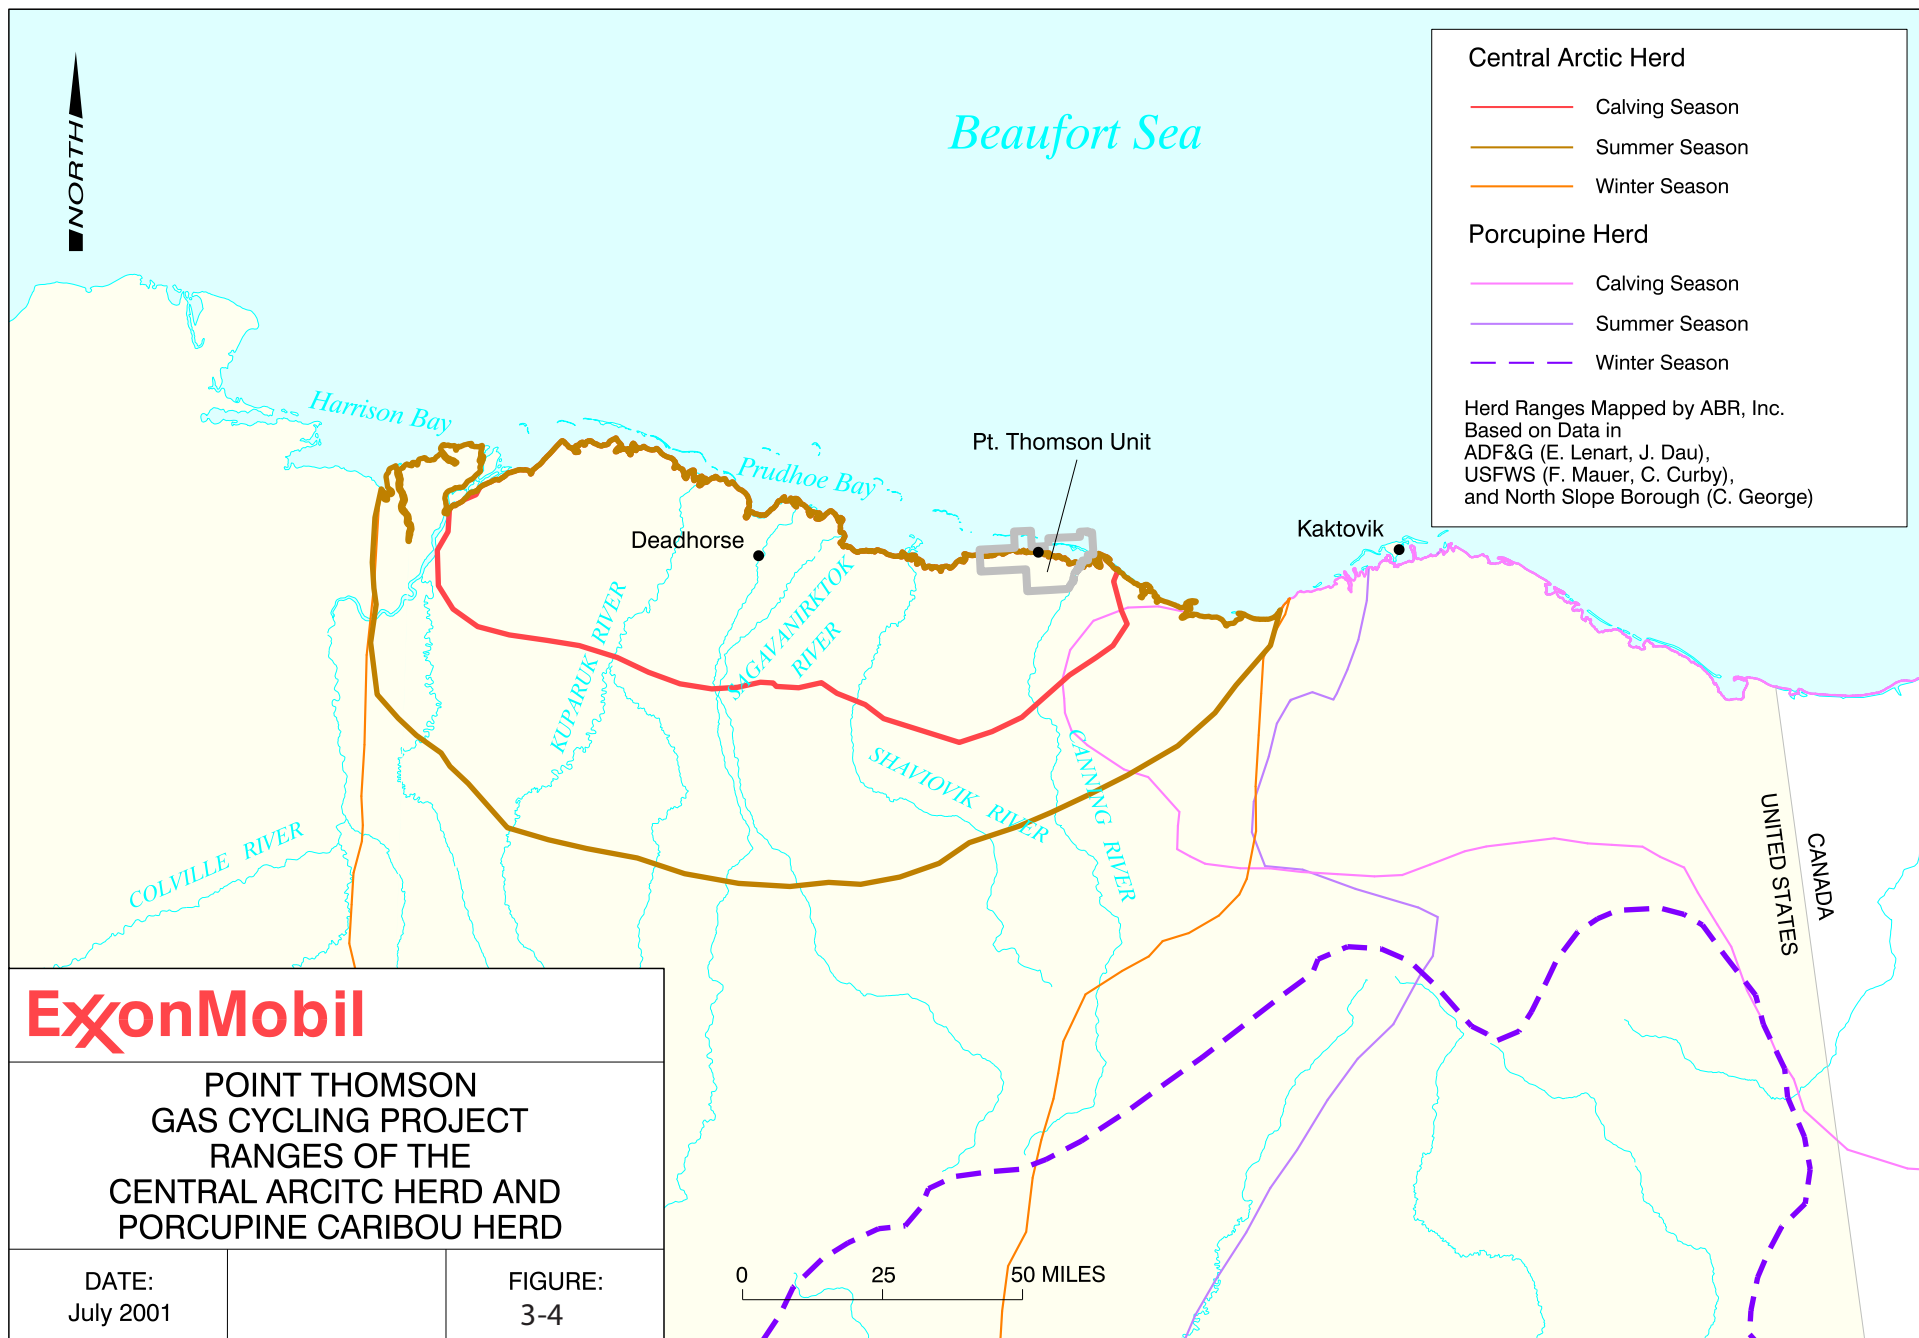 NORTH
Beaufort Sea
Central Arctic Herd
Calving Season
Summer Season
Winter Season
Porcupine Herd
Calving Season
Summer Season
Winter Season
Herd Ranges Mapped by ABR, Inc.
Based on Data in
ADF&G (E. Lenart, J. Dau),
USFWS (F. Mauer, C. Curby),
and North Slope Borough (C. George)
Harrison Bay
Prudhoe Bay
Pt. Thomson Unit
Deadhorse
Kaktovik
KUPARUK RIVER
SAGAVANIRKTOK
RIVER
SHAVIOVIK RIVER
CANNING RIVER
COLVILLE RIVER
UNITED STATES
CANADA
ExxonMobil
POINT THOMSON
GAS CYCLING PROJECT
RANGES OF THE
CENTRAL ARCITC HERD AND
PORCUPINE CARIBOU HERD
DATE:
July 2001
FIGURE:
3-4
0 25 50 MILES